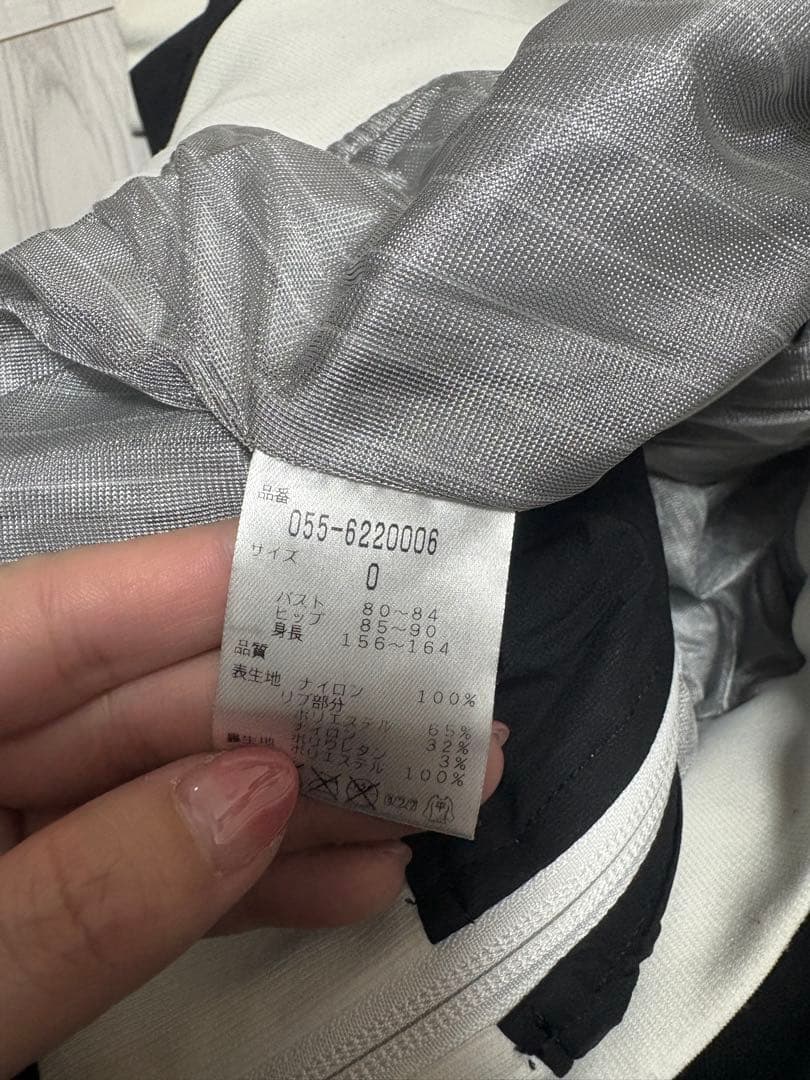 品番
055-6220006
サイズ
0
バスト 80〜84
ヒップ 85〜90
身長 156〜164
品質
表生地 ナイロン 100%
リブ部分
ポリエステル 65%
ナイロン 32%
ポリウレタン 3%
裏生地 ポリエステル 100%
中